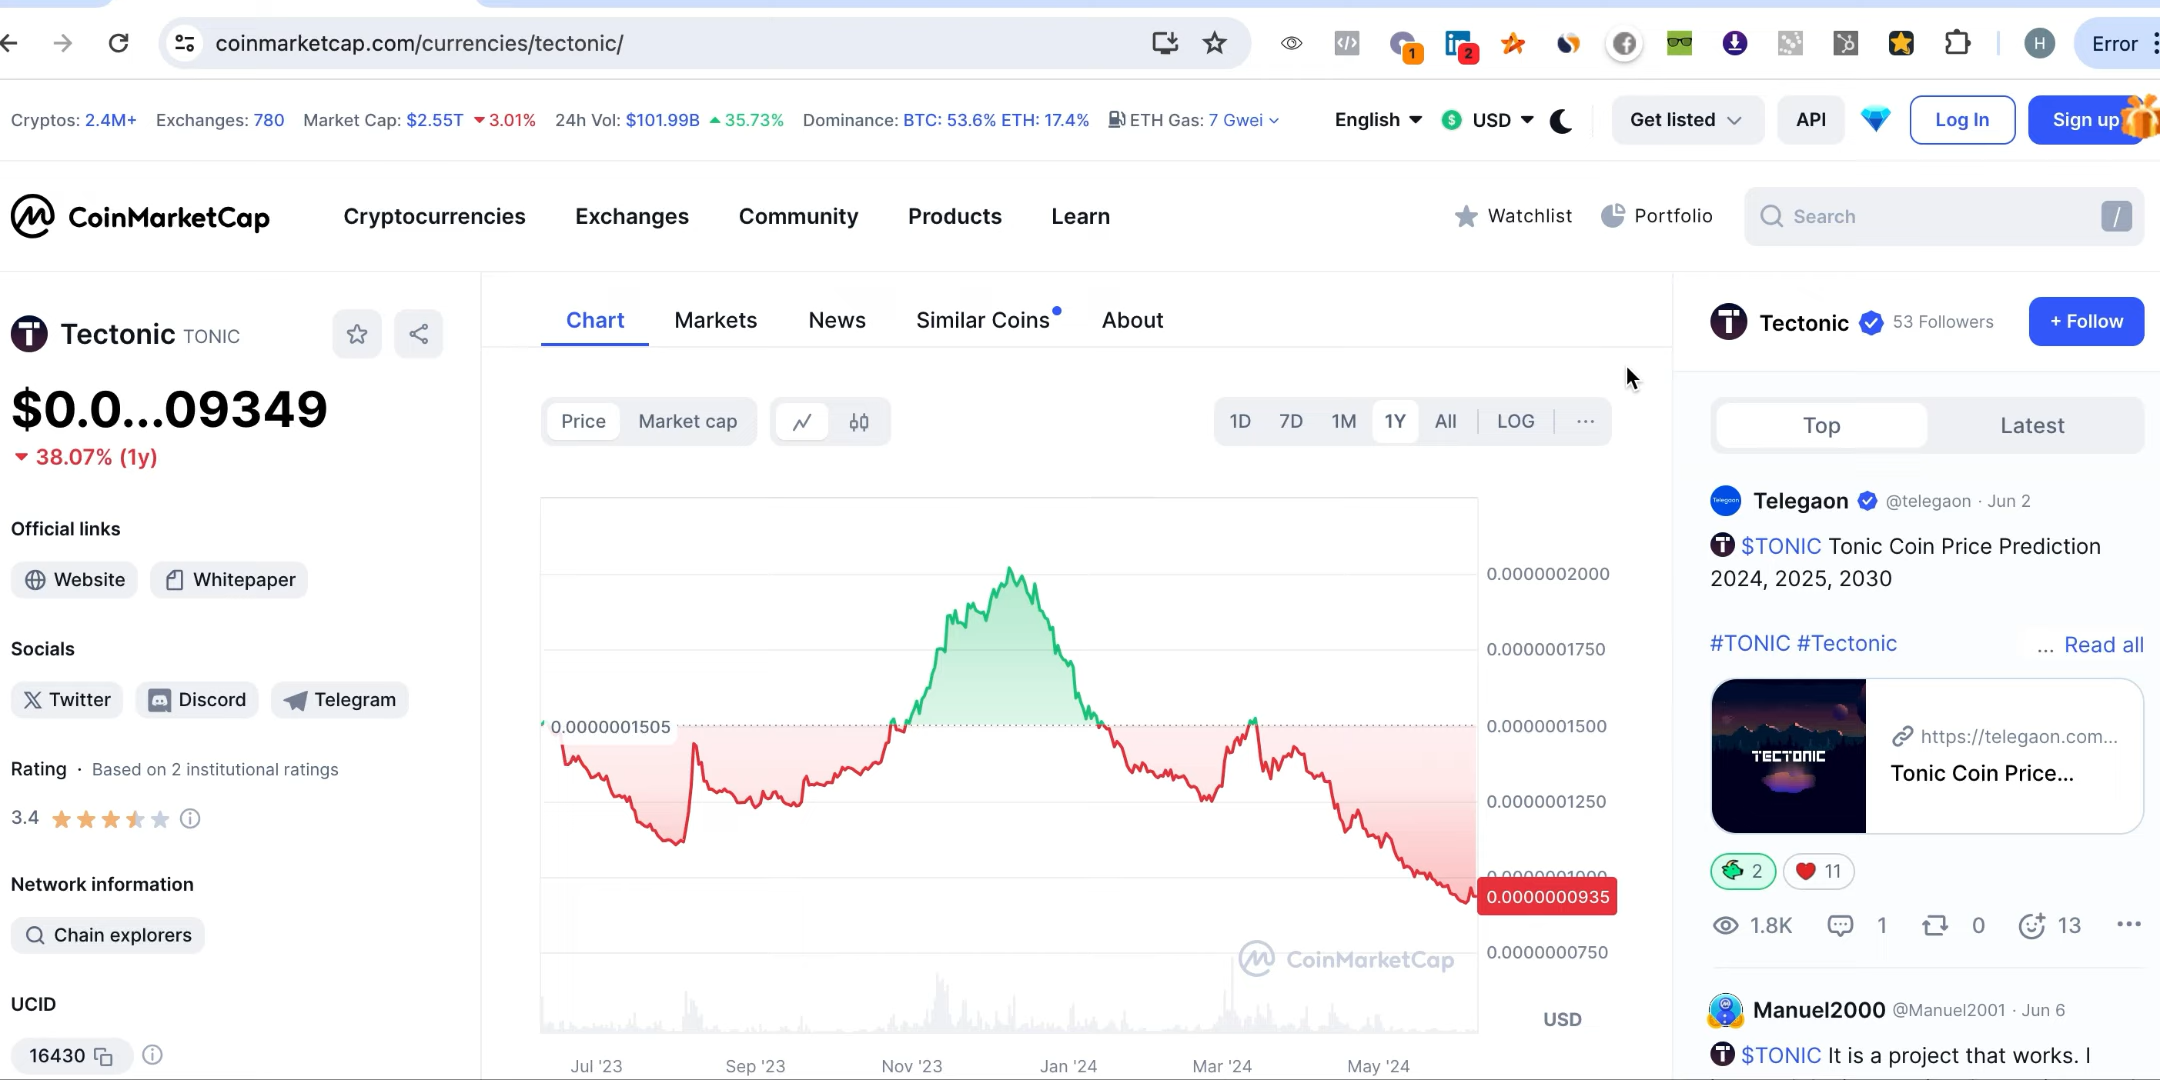 coinmarketcap.com/currencies/tectonic/
1
2
H
Error
Cryptos: 2.4M+ Exchanges: 780 Market Cap: $2.55T 3.01% 24h Vol: $101.99B 35.73% Dominance: BTC: 53.6% ETH: 17.4% ETH Gas: 7 Gwei
English
$ USD
Get listed
API
Log In
Sign up
CoinMarketCap
Cryptocurrencies Exchanges Community Products Learn
Watchlist
Portfolio
Search /
Tectonic TONIC
$0.0...09349
38.07% (1y)
Official links
Website Whitepaper
Socials
Twitter Discord Telegram
Rating · Based on 2 institutional ratings
3.4
Network information
Chain explorers
UCID
16430
Chart Markets News Similar Coins About
Price Market cap
1D 7D 1M 1Y All LOG ...
0.0000002000
0.0000001750
0.0000001505
0.0000001500
0.0000001250
0.0000001000
0.0000000935
0.0000000750
CoinMarketCap
USD
Jul '23 Sep '23 Nov '23 Jan '24 Mar '24 May '24
Tectonic 53 Followers
+ Follow
Top Latest
Telegaon @telegaon · Jun 2
$TONIC Tonic Coin Price Prediction
2024, 2025, 2030
#TONIC #Tectonic ... Read all
TECTONIC
https://telegaon.com...
Tonic Coin Price...
2 11
1.8K 1 0 13 ...
Manuel2000 @Manuel2001 · Jun 6
$TONIC It is a project that works. I